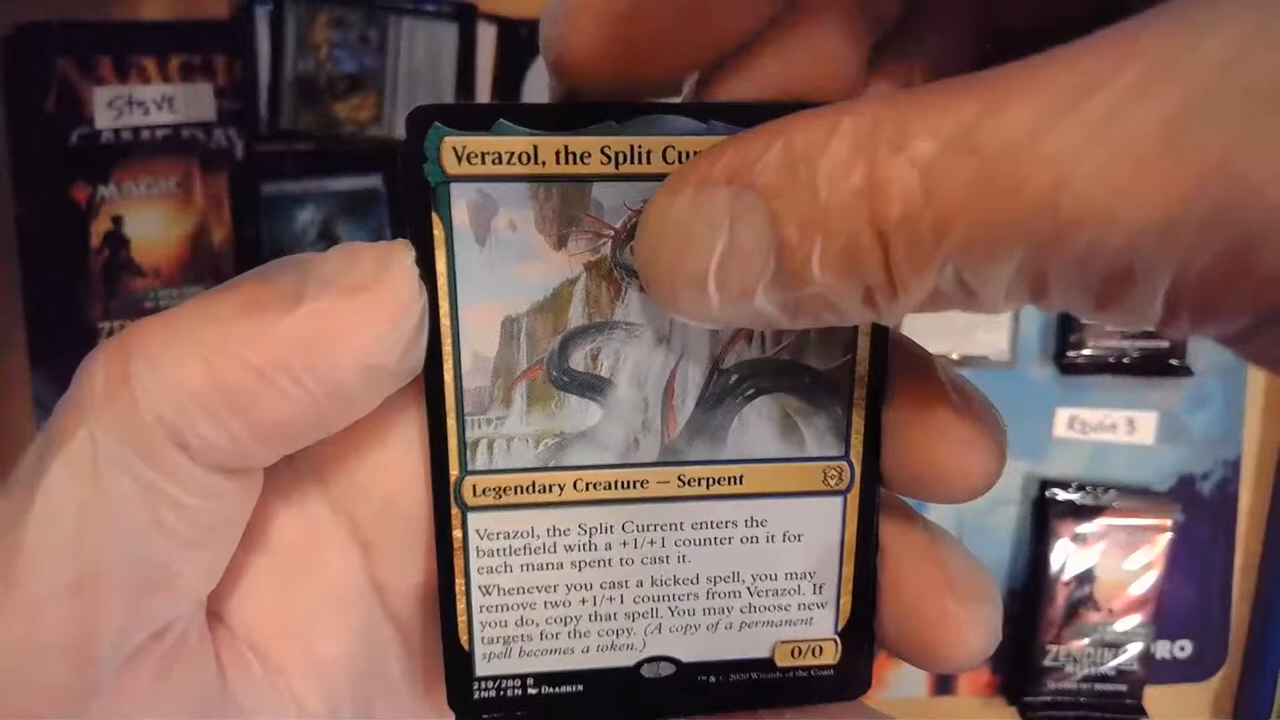 STEVE
MAGIC
GAME DAY
MAGIC
Verazol, the Split Cur
Legendary Creature — Serpent
Verazol, the Split Current enters the
battlefield with a +1/+1 counter on it for
each mana spent to cast it.
Whenever you cast a kicked spell, you may
remove two +1/+1 counters from Verazol. If
you do, copy that spell. You may choose new
targets for the copy. (A copy of a permanent
spell becomes a token.)
0/0
239/280 R
ZNR • EN DAARKEN
™ & © 2020 Wizards of the Coast
Kevin 3
PRO